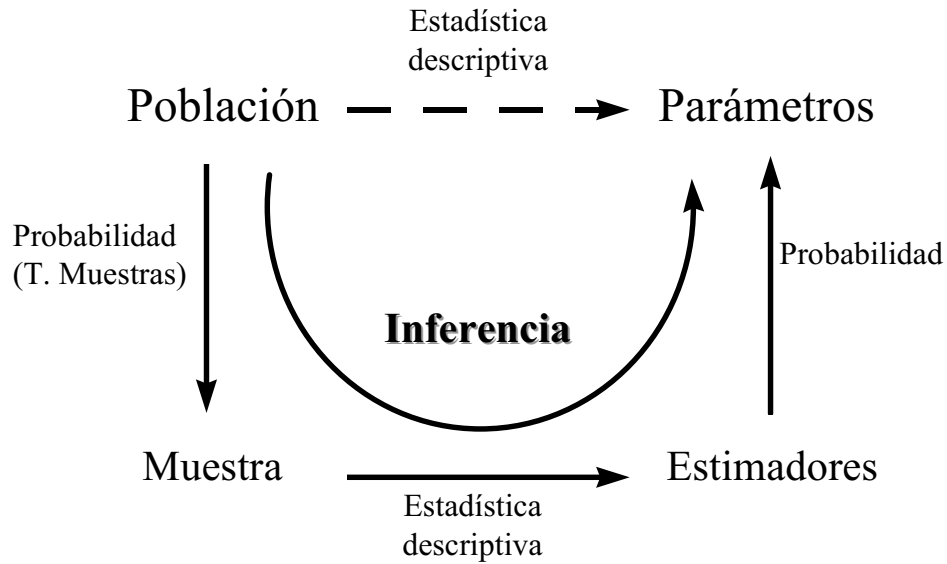 Estadística
descriptiva
Población
Parámetros
Probabilidad
(T. Muestras)
Probabilidad
Inferencia
Muestra
Estimadores
Estadística
descriptiva